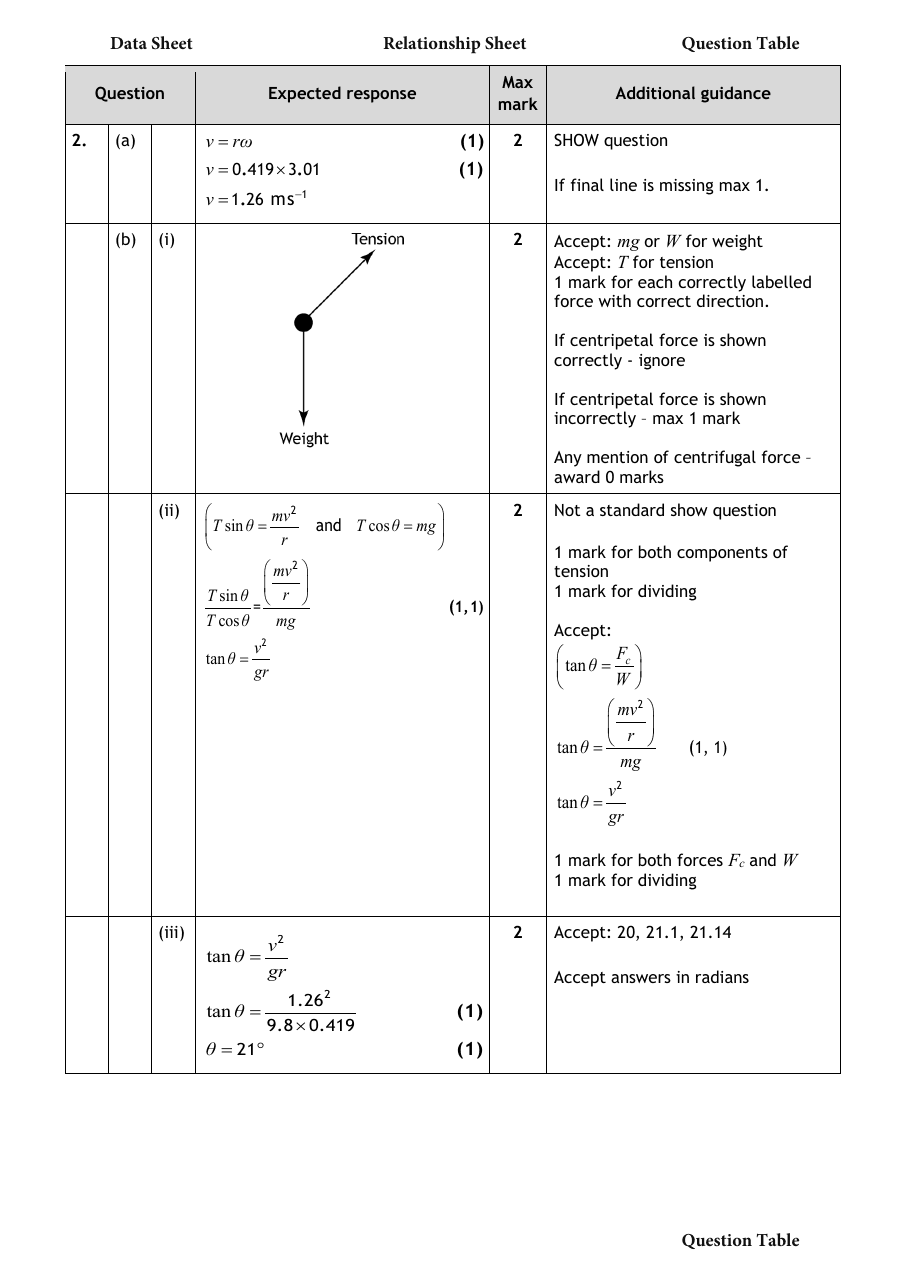 Data Sheet Relationship Sheet Question Table
Question Expected response Max mark Additional guidance
2. (a) v = rω (1) 2 SHOW question
v = 0.419 × 3.01 (1)
If final line is missing max 1.
v = 1.26 ms⁻¹
(b) (i) Tension 2 Accept: mg or W for weight
Accept: T for tension
1 mark for each correctly labelled
force with correct direction.
If centripetal force is shown
correctly - ignore
If centripetal force is shown
incorrectly – max 1 mark
Weight
Any mention of centrifugal force –
award 0 marks
(ii) (T sin θ = mv²/r and T cos θ = mg) 2 Not a standard show question
T sin θ / T cos θ = (mv²/r) / mg (1,1)
tan θ = v²/gr
1 mark for both components of
tension
1 mark for dividing
Accept:
(tan θ = F_c/W)
tan θ = (mv²/r) / mg (1, 1)
tan θ = v²/gr
1 mark for both forces F_c and W
1 mark for dividing
(iii) tan θ = v²/gr 2 Accept: 20, 21.1, 21.14
tan θ = 1.26² / 9.8 × 0.419 (1)
θ = 21° (1)
Accept answers in radians
Question Table